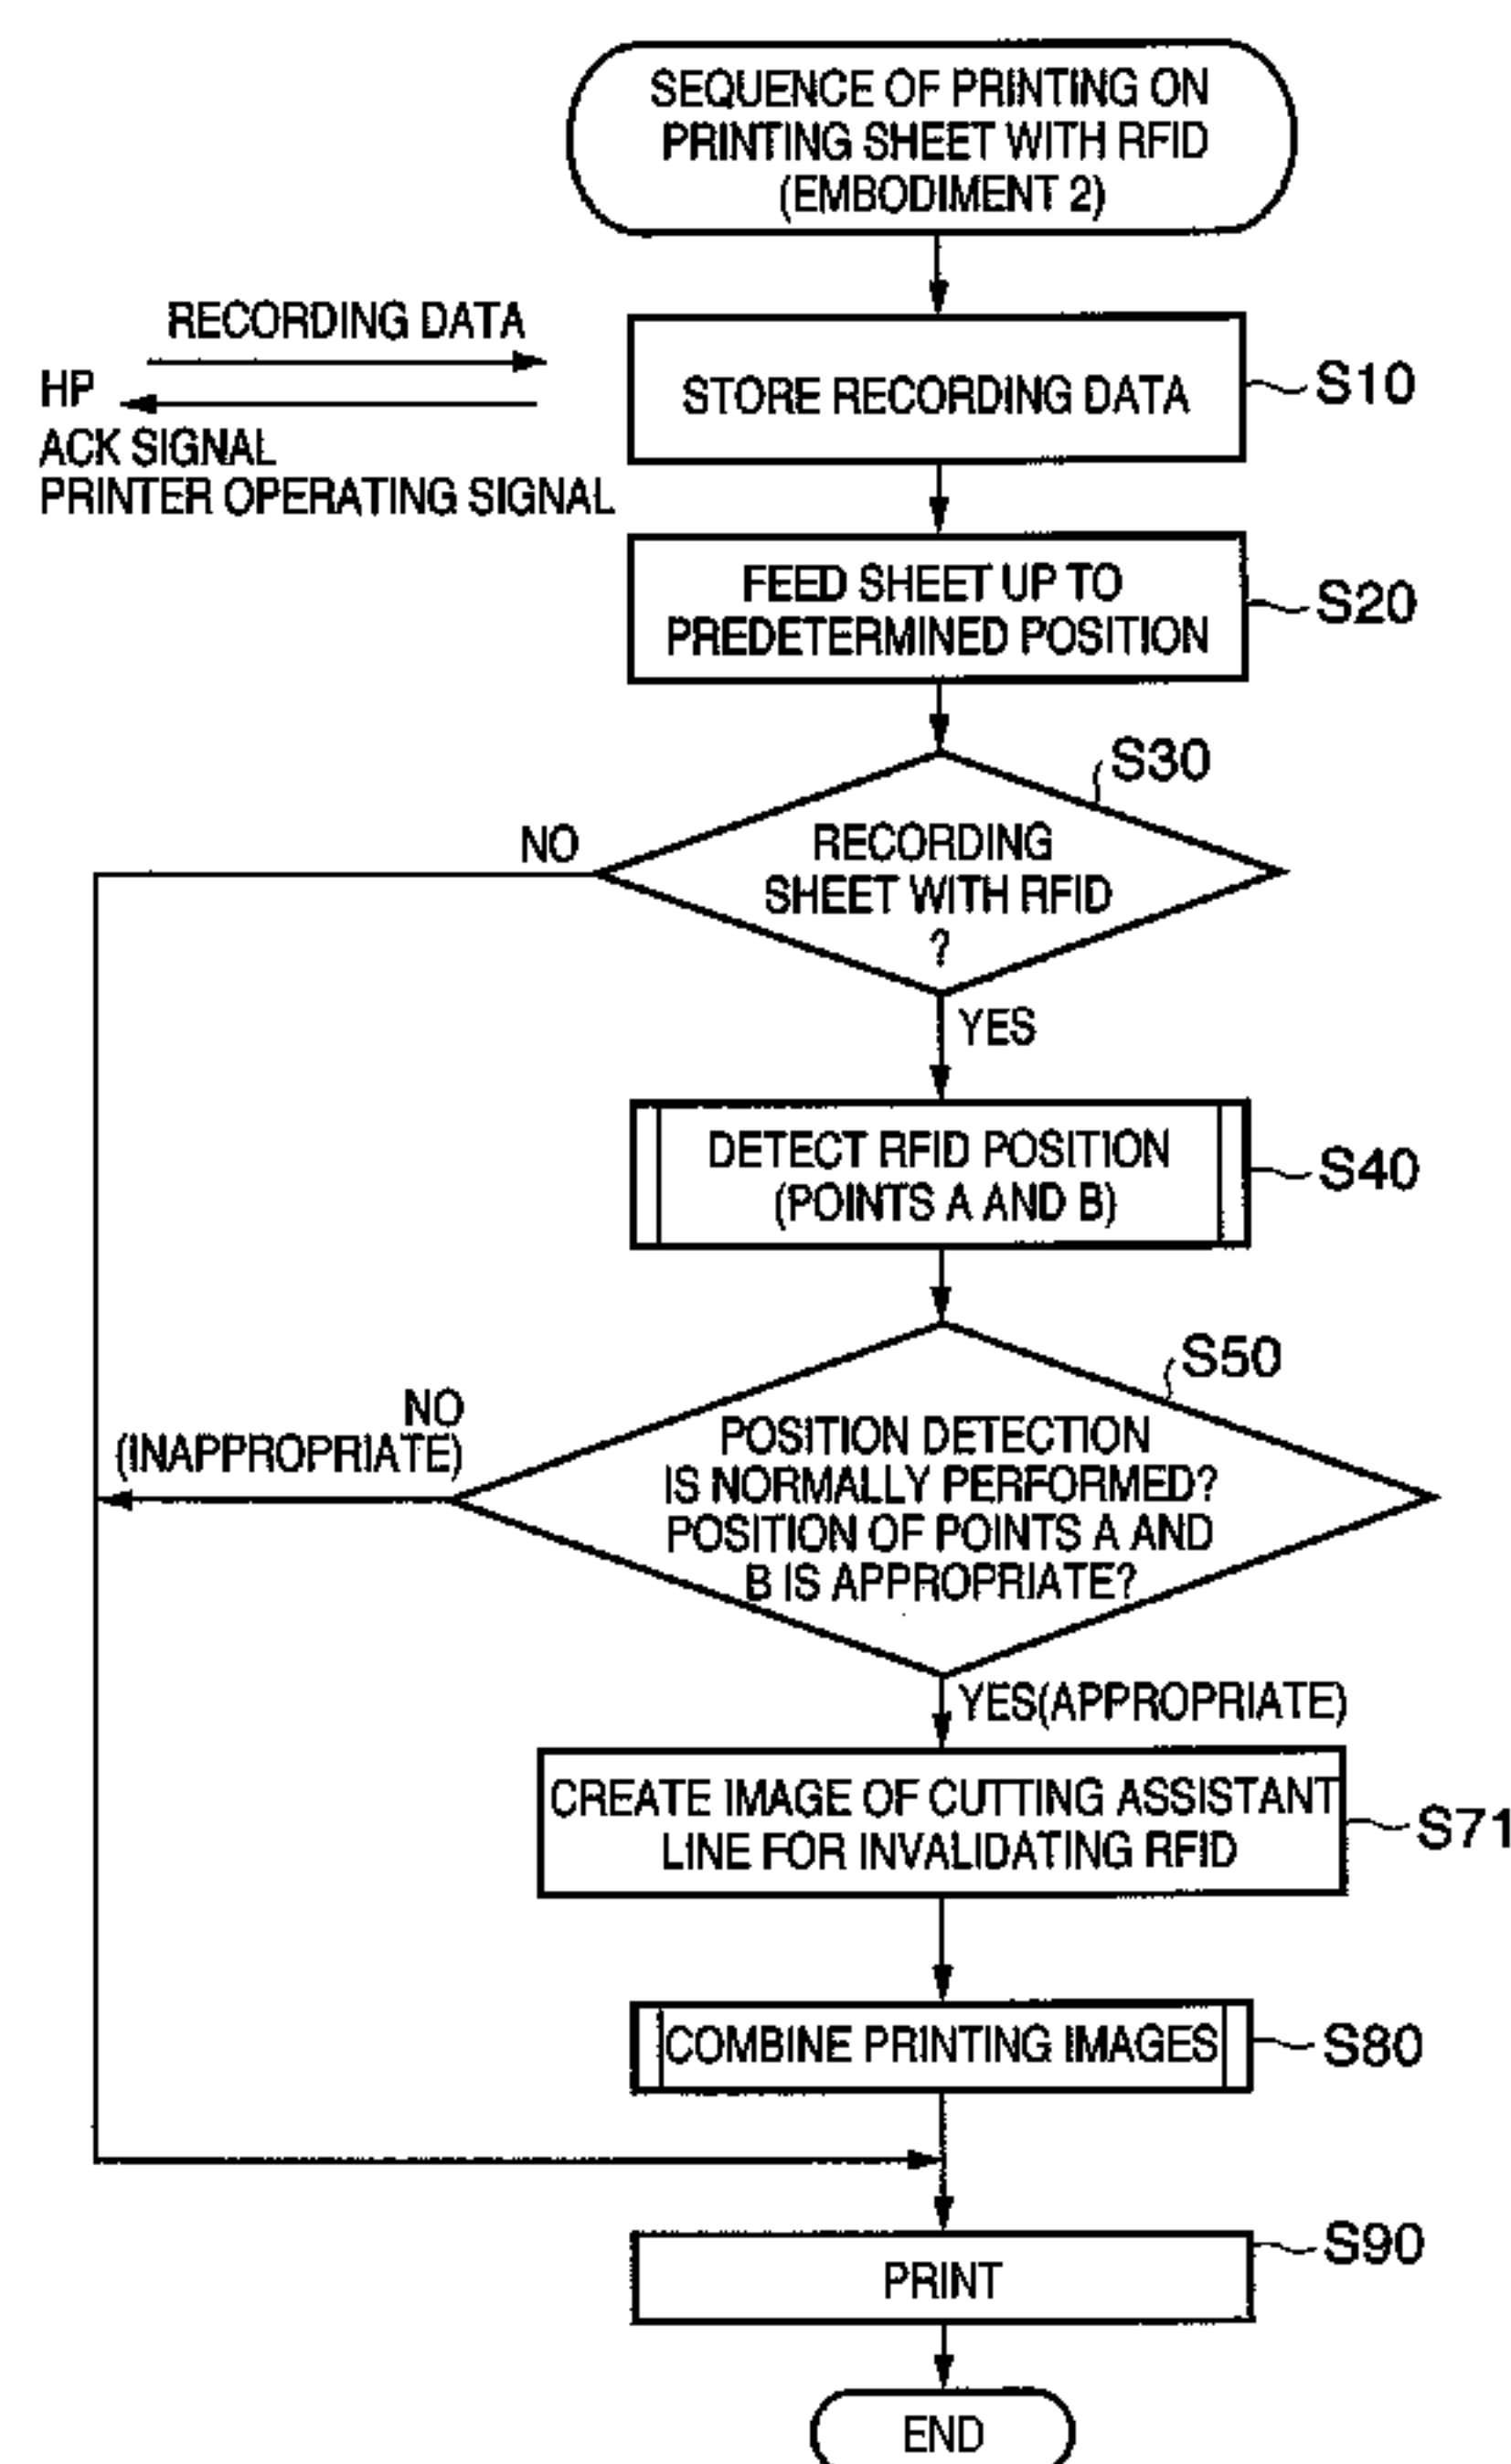 SEQUENCE OF PRINTING ON
PRINTING SHEET WITH RFID
(EMBODIMENT 2)
RECORDING DATA
HP
ACK SIGNAL
PRINTER OPERATING SIGNAL
STORE RECORDING DATA
S10
FEED SHEET UP TO
PREDETERMINED POSITION
S20
S30
NO
RECORDING
SHEET WITH RFID
?
YES
DETECT RFID POSITION
(POINTS A AND B)
S40
S50
NO
(INAPPROPRIATE)
POSITION DETECTION
IS NORMALLY PERFORMED?
POSITION OF POINTS A AND
B IS APPROPRIATE?
YES(APPROPRIATE)
CREATE IMAGE OF CUTTING ASSISTANT
LINE FOR INVALIDATING RFID
S71
COMBINE PRINTING IMAGES
S80
PRINT
S90
END